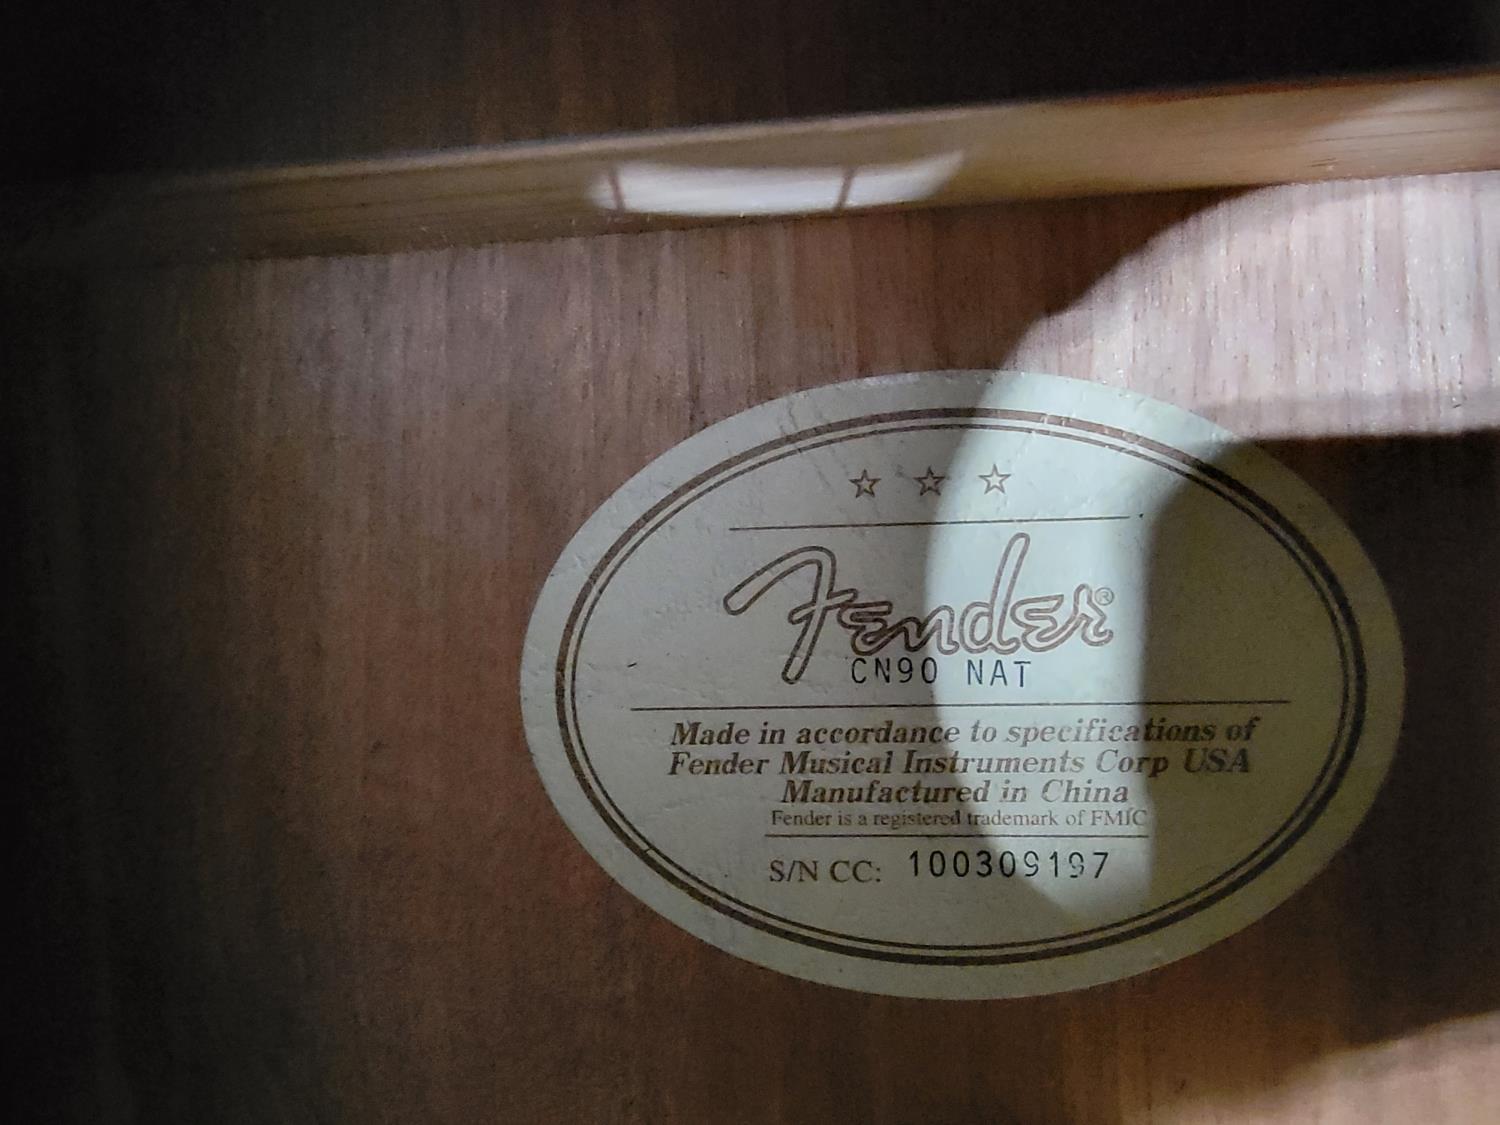 Fender®
CN90 NAT
Made in accordance to specifications of
Fender Musical Instruments Corp USA
Manufactured in China
Fender is a registered trademark of FMIC
S/N CC: 100309197